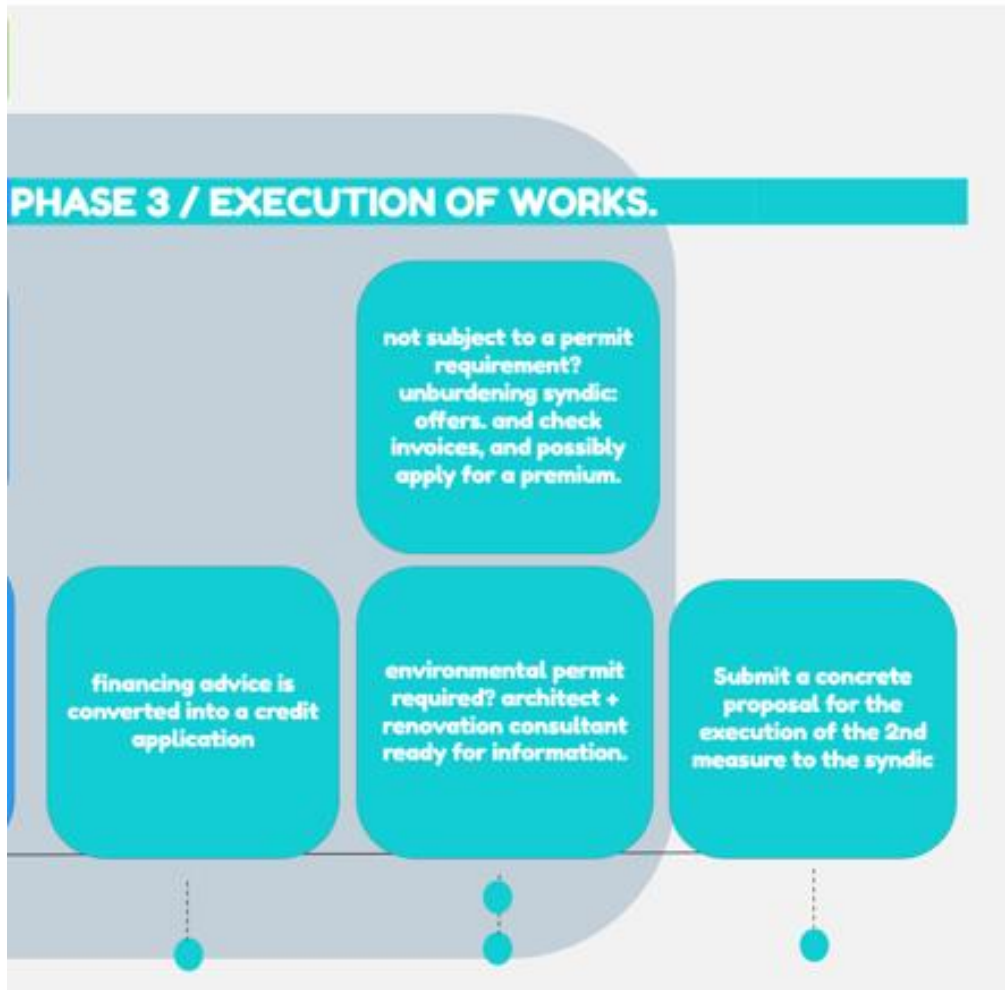 PHASE 3 / EXECUTION OF WORKS.
not subject to a permit
requirement?
unburdening syndic:
offers. and check
invoices, and possibly
apply for a premium.
financing advice is
converted into a credit
application
environmental permit
required? architect +
renovation consultant
ready for information.
Submit a concrete
proposal for the
execution of the 2nd
measure to the syndic